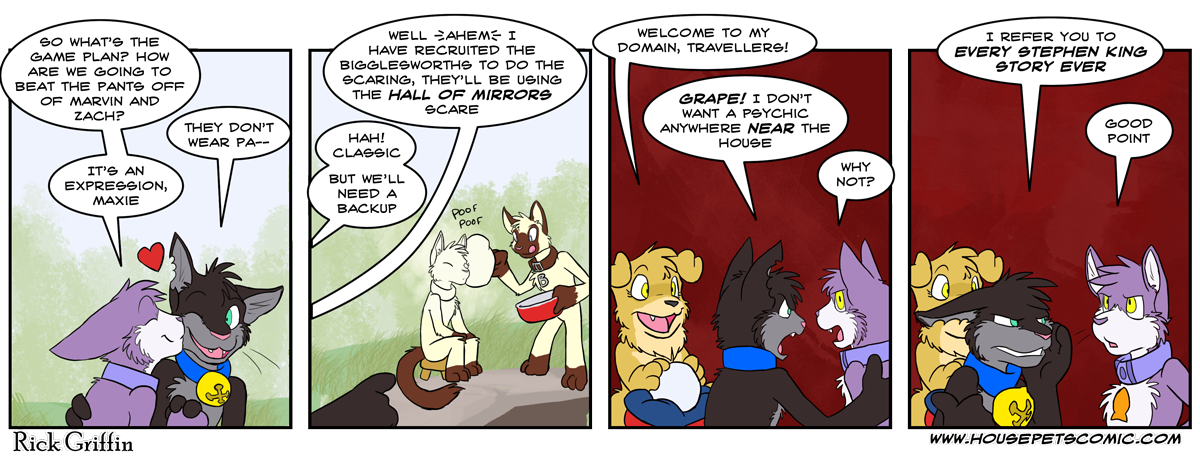 SO WHAT'S THE
GAME PLAN? HOW
ARE WE GOING TO
BEAT THE PANTS OFF
OF MARVIN AND
ZACH?
THEY DON'T
WEAR PA--
IT'S AN
EXPRESSION,
MAXIE
WELL >AHEM< I
HAVE RECRUITED THE
BIGGLESWORTHS TO DO THE
SCARING, THEY'LL BE USING
THE HALL OF MIRRORS
SCARE
HAH!
CLASSIC
BUT WE'LL
NEED A
BACKUP
POOF
POOF
B
WELCOME TO MY
DOMAIN, TRAVELLERS!
GRAPE! I DON'T
WANT A PSYCHIC
ANYWHERE NEAR THE
HOUSE
WHY
NOT?
I REFER YOU TO
EVERY STEPHEN KING
STORY EVER
GOOD
POINT
Rick Griffin
WWW.HOUSEPETSCOMIC.COM